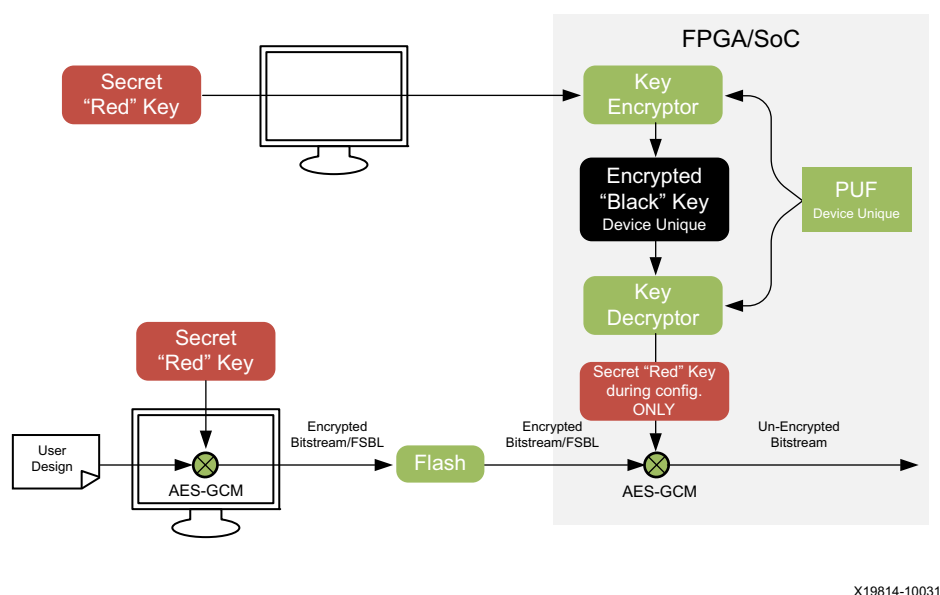 FPGA/SoC
Secret
“Red” Key
Key
Encryptor
Encrypted
“Black” Key
Device Unique
PUF
Device Unique
Key
Decryptor
Secret
“Red” Key
Secret “Red” Key
during config.
ONLY
User
Design
AES-GCM
Encrypted
Bitstream/FSBL
Flash
Encrypted
Bitstream/FSBL
AES-GCM
Un-Encrypted
Bitstream
X19814-10031